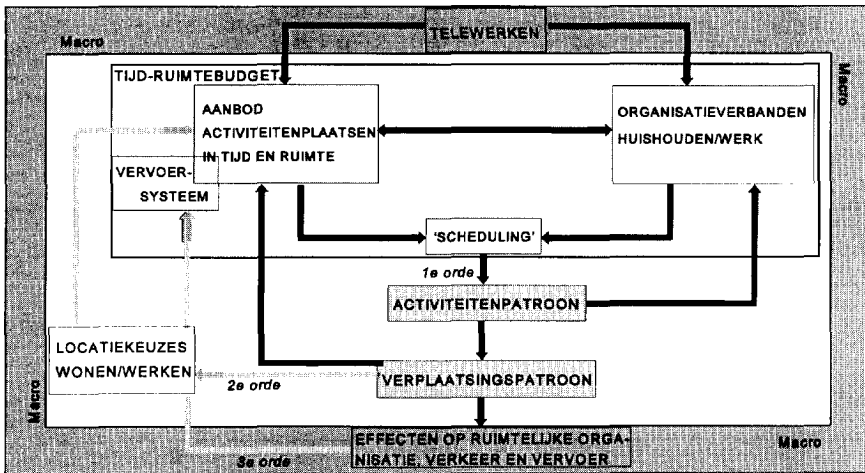 TELEWERKEN
Macro
Macro
TIJD-RUIMTEBUDGET
AANBOD
ACTIVITEITENPLAATSEN
IN TIJD EN RUIMTE
ORGANISATIEVERBANDEN
HUISHOUDEN/WERK
VERVOER-
SYSTEEM
'SCHEDULING'
1e orde
ACTIVITEITENPATROON
LOCATIEKEUZES
WONEN/WERKEN
2e orde
VERPLAATSINGSPATROON
Macro
Macro
EFFECTEN OP RUIMTELIJKE ORGA-
NISATIE, VERKEER EN VERVOER
3e orde